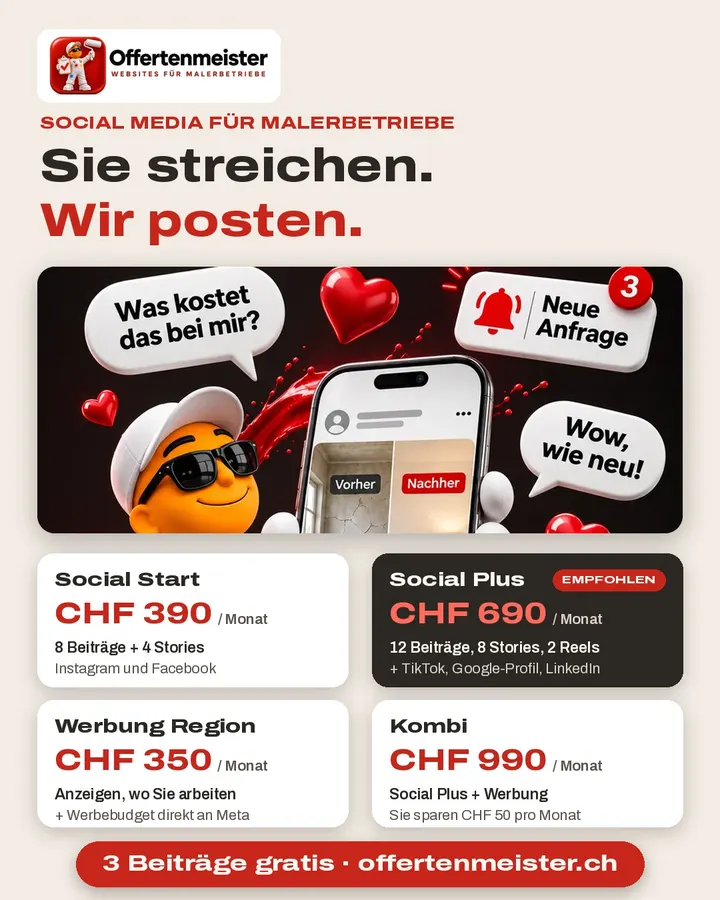 Offertenmeister
WEBSITES FÜR MALERBETRIEBE
SOCIAL MEDIA FÜR MALERBETRIEBE
Sie streichen.
Wir posten.
Was kostet
das bei mir?
3
Neue
Anfrage
Wow,
wie neu!
Vorher
Nachher
Social Start
CHF 390 / Monat
8 Beiträge + 4 Stories
Instagram und Facebook
Social Plus
EMPFOHLEN
CHF 690 / Monat
12 Beiträge, 8 Stories, 2 Reels
+ TikTok, Google-Profil, LinkedIn
Werbung Region
CHF 350 / Monat
Anzeigen, wo Sie arbeiten
+ Werbebudget direkt an Meta
Kombi
CHF 990 / Monat
Social Plus + Werbung
Sie sparen CHF 50 pro Monat
3 Beiträge gratis · offertenmeister.ch